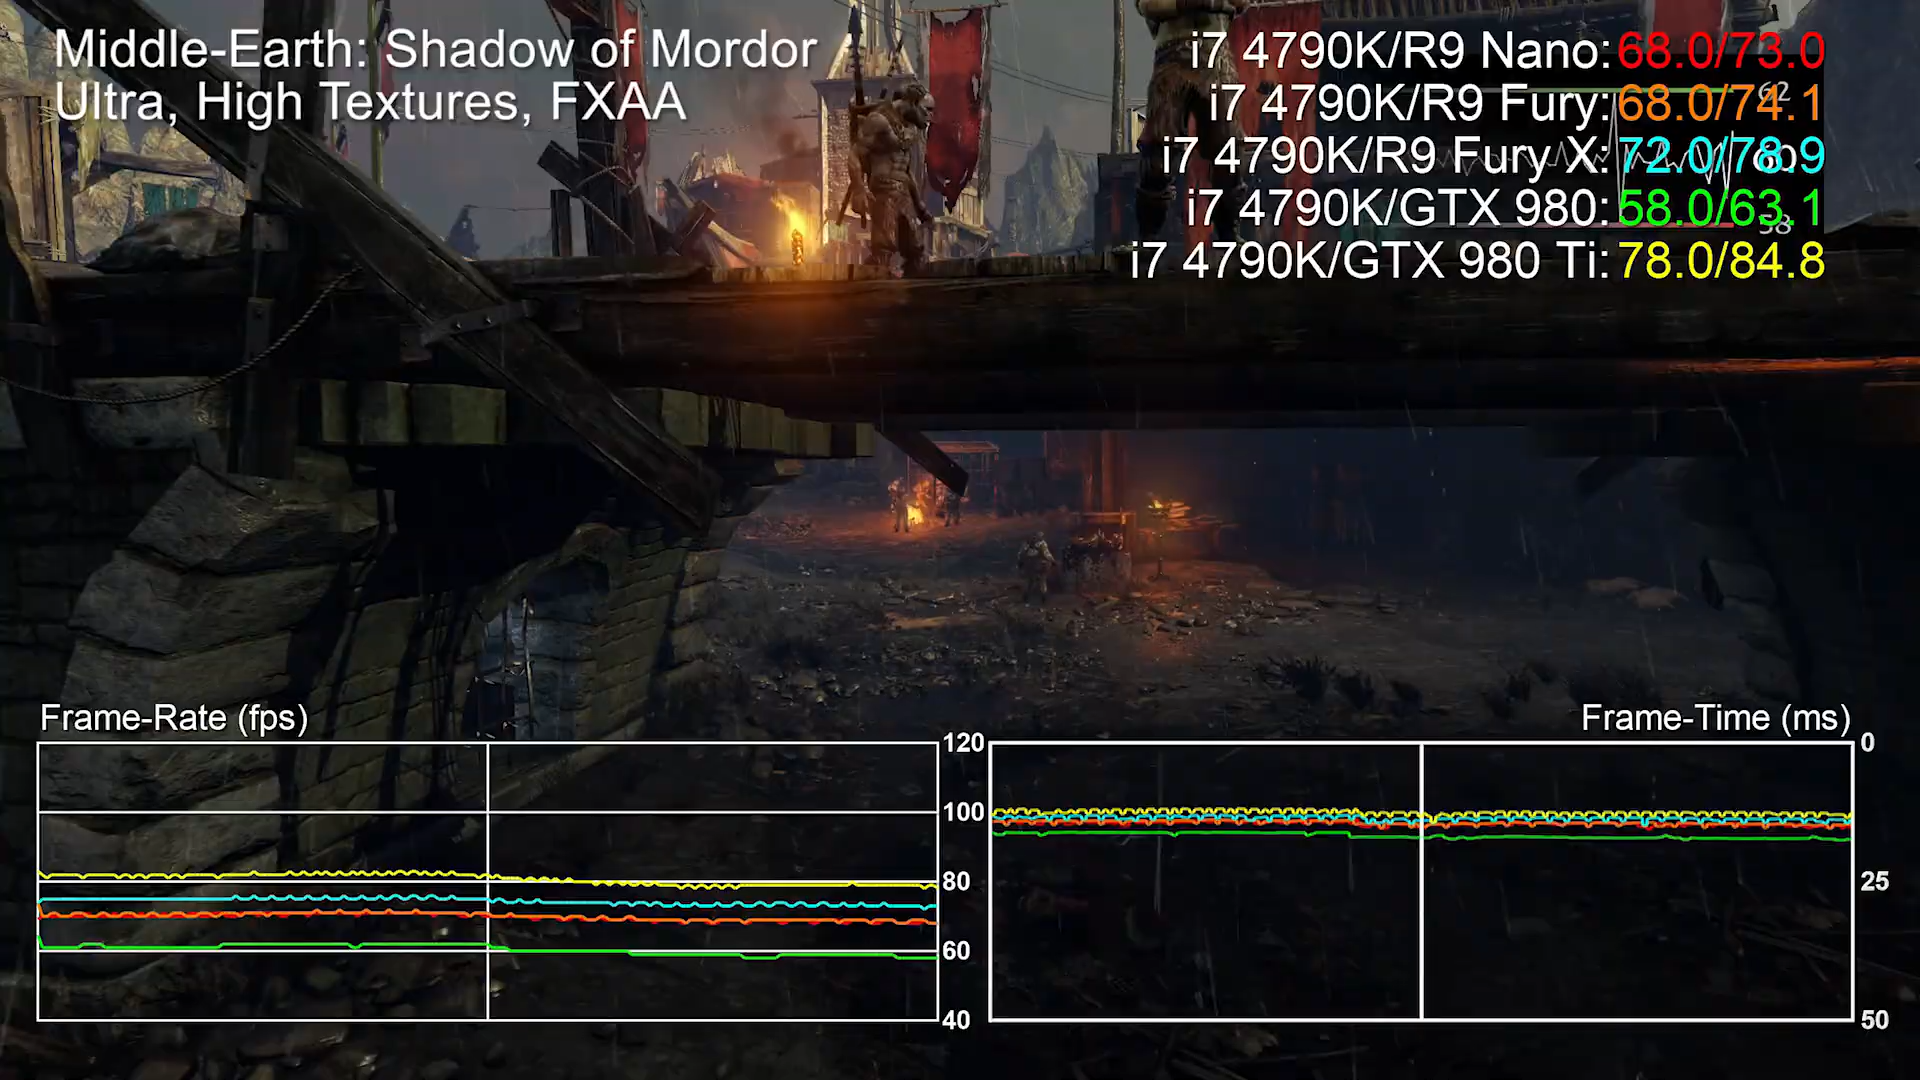 Middle-Earth: Shadow of Mordor
Ultra, High Textures, FXAA
i7 4790K/R9 Nano: 68.0/73.0
62
i7 4790K/R9 Fury: 68.0/74.1
i7 4790K/R9 Fury X: 72.0/78.9
60
i7 4790K/GTX 980: 58.0/63.1
58
i7 4790K/GTX 980 Ti: 78.0/84.8
Frame-Rate (fps)
120
100
80
60
40
Frame-Time (ms)
0
25
50